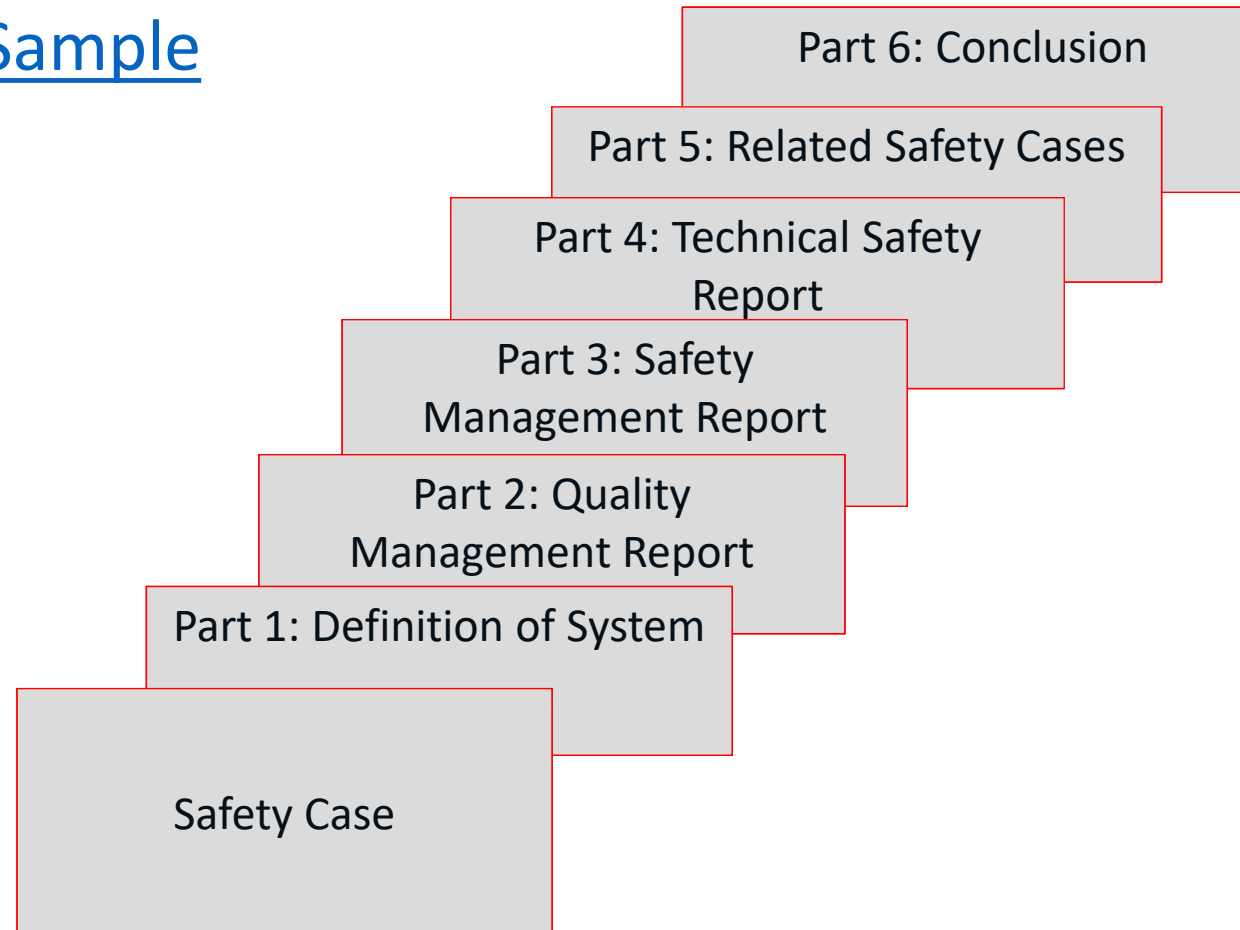 Sample
Part 6: Conclusion
Part 5: Related Safety Cases
Part 4: Technical Safety
Report
Part 3: Safety
Management Report
Part 2: Quality
Management Report
Part 1: Definition of System
Safety Case